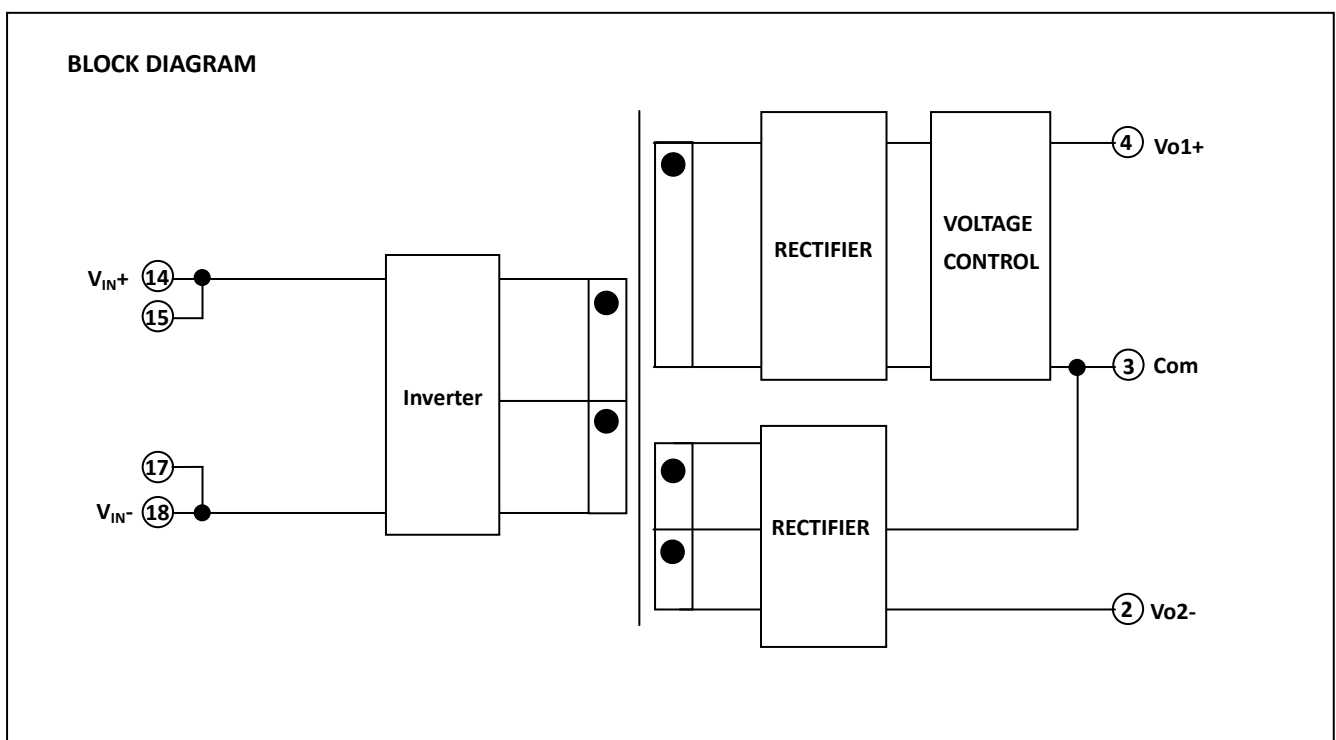 BLOCK DIAGRAM
4 Vo1+
VOLTAGE
CONTROL
RECTIFIER
VIN+ 14
15
3 Com
Inverter
17
VIN- 18
RECTIFIER
2 Vo2-